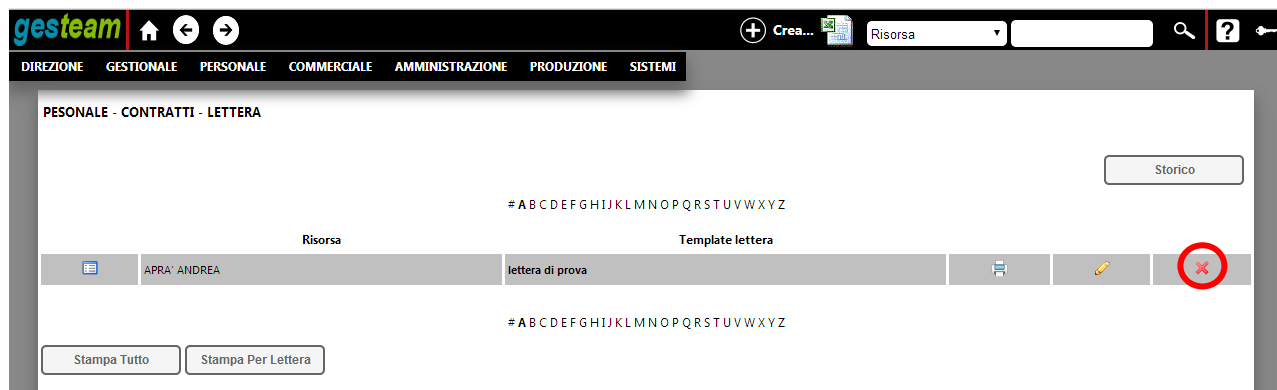 gesteam Crea... Risorsa ?
DIREZIONE GESTIONALE PERSONALE COMMERCIALE AMMINISTRAZIONE PRODUZIONE SISTEMI
PESONALE - CONTRATTI - LETTERA
Storico
# A B C D E F G H I J K L M N O P Q R S T U V W X Y Z
Risorsa Template lettera
APRA' ANDREA lettera di prova
# A B C D E F G H I J K L M N O P Q R S T U V W X Y Z
Stampa Tutto Stampa Per Lettera